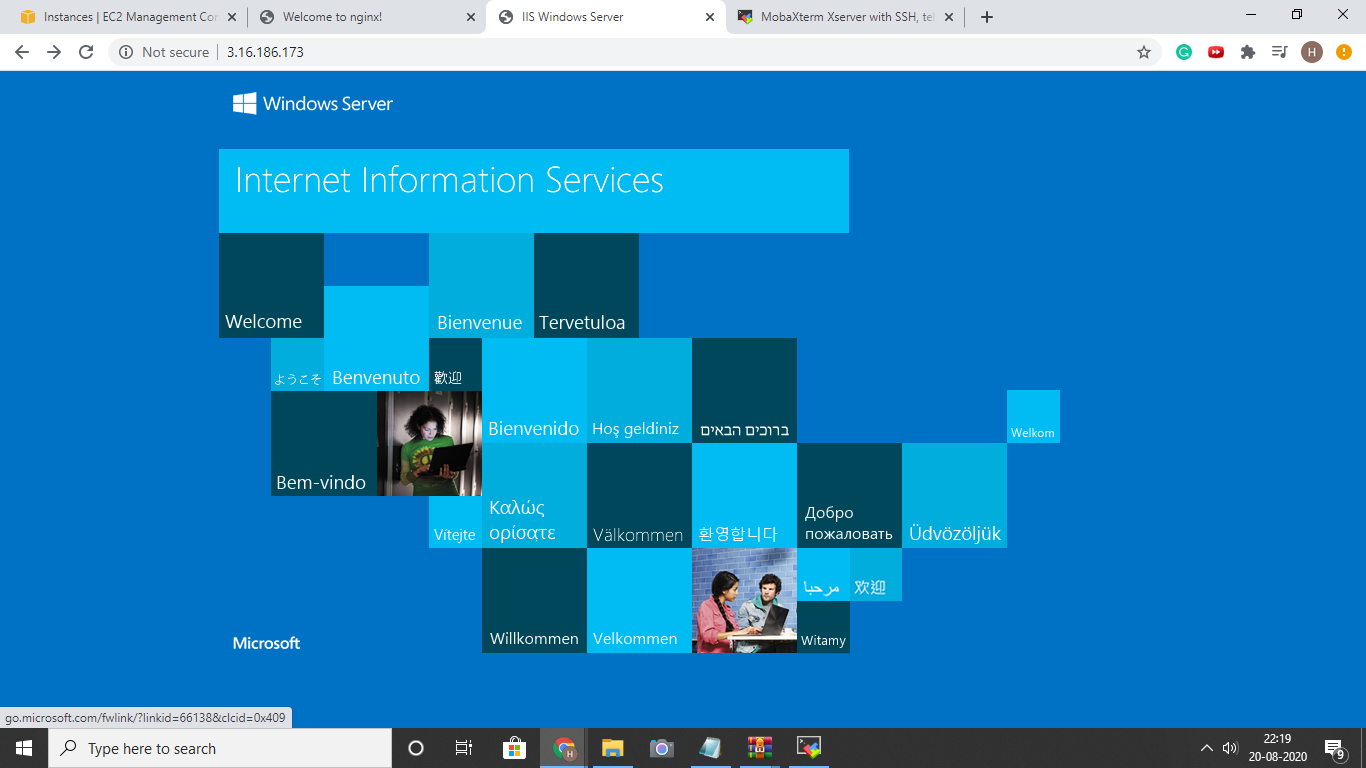 Instances | EC2 Management Con
Welcome to nginx!
IIS Windows Server
MobaXterm Xserver with SSH, tel
Not secure
3.16.186.173
H
Windows Server
Internet Information Services
Welcome
Bienvenue
Tervetuloa
ようこそ
Benvenuto
歡迎
Bienvenido
Hoş geldiniz
ברוכים הבאים
Welkom
Bem-vindo
Vítejte
Καλώς
ορίσατε
Välkommen
환영합니다
Добро
пожаловать
Üdvözöljük
Willkommen
Velkommen
مرحبا
欢迎
Witamy
Microsoft
go.microsoft.com/fwlink/?linkid=66138&clcid=0x409
Type here to search
H
22:19
20-08-2020
9